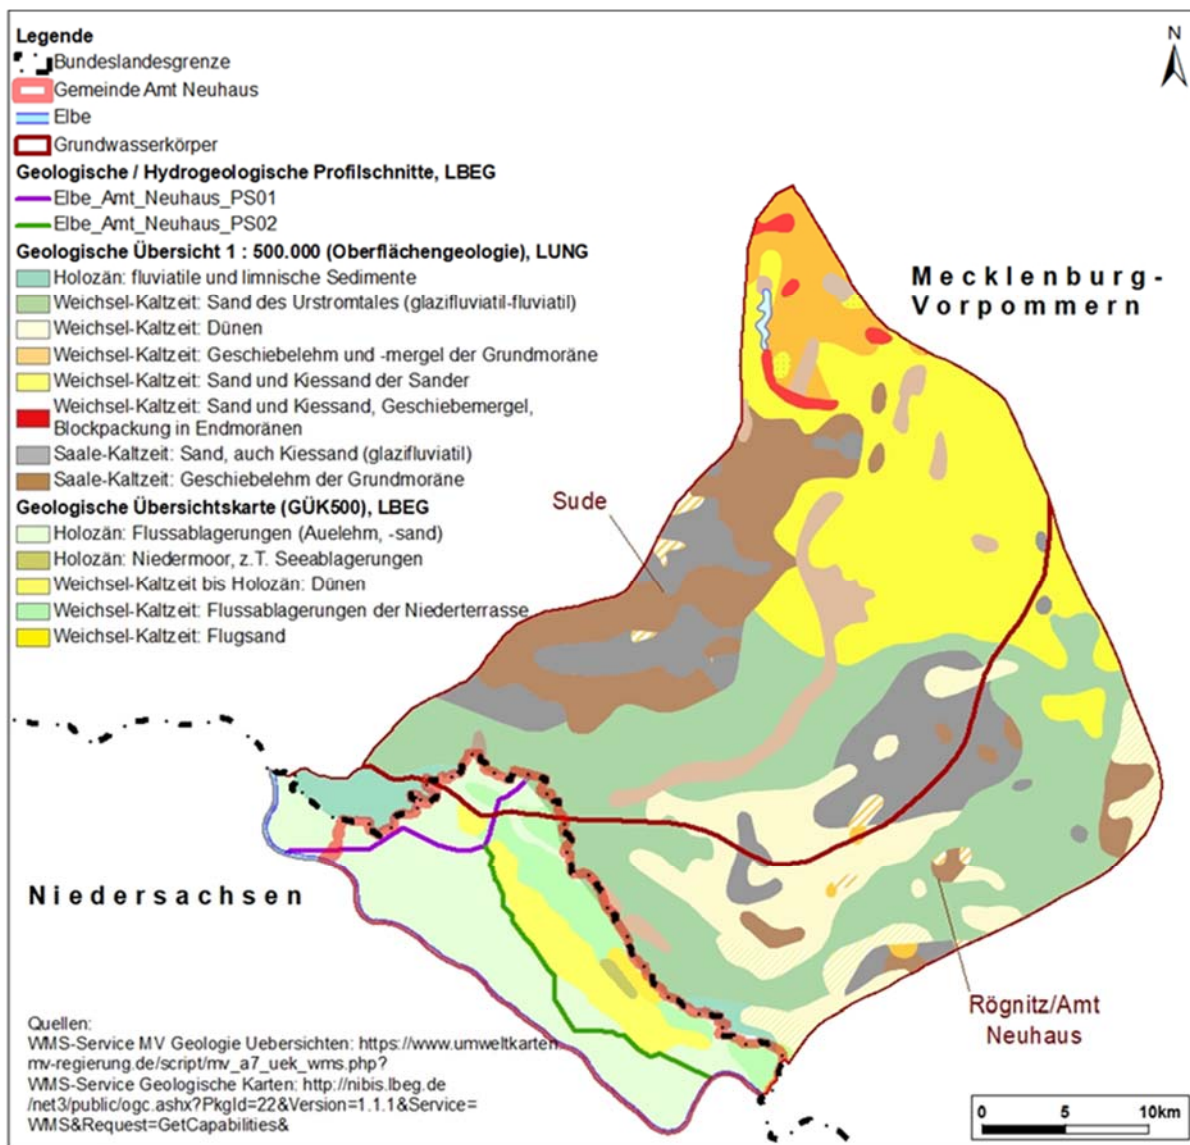 Legende
Bundeslandesgrenze
Gemeinde Amt Neuhaus
Elbe
Grundwasserkörper
Geologische / Hydrogeologische Profilschnitte, LBEG
Elbe_Amt_Neuhaus_PS01
Elbe_Amt_Neuhaus_PS02
Geologische Übersicht 1 : 500.000 (Oberflächengeologie), LUNG
Holozän: fluviatile und limnische Sedimente
Weichsel-Kaltzeit: Sand des Urstromtales (glazifluviatil-fluviatil)
Weichsel-Kaltzeit: Dünen
Weichsel-Kaltzeit: Geschiebelehm und -mergel der Grundmoräne
Weichsel-Kaltzeit: Sand und Kiessand der Sander
Weichsel-Kaltzeit: Sand und Kiessand, Geschiebemergel,
Blockpackung in Endmoränen
Saale-Kaltzeit: Sand, auch Kiessand (glazifluviatil)
Saale-Kaltzeit: Geschiebelehm der Grundmoräne
Geologische Übersichtskarte (GÜK500), LBEG
Holozän: Flussablagerungen (Auelehm, -sand)
Holozän: Niedermoor, z.T. Seeablagerungen
Weichsel-Kaltzeit bis Holozän: Dünen
Weichsel-Kaltzeit: Flussablagerungen der Niederterrasse
Weichsel-Kaltzeit: Flugsand
N
Mecklenburg-
Vorpommern
Sude
Niedersachsen
Rögnitz/Amt
Neuhaus
Quellen:
WMS-Service MV Geologie Uebersichten: https://www.umweltkarten.
mv-regierung.de/script/mv_a7_uek_wms.php?
WMS-Service Geologische Karten: http://nibis.lbeg.de
/net3/public/ogc.ashx?PkgId=22&Version=1.1.1&Service=
WMS&Request=GetCapabilities&
0 5 10km